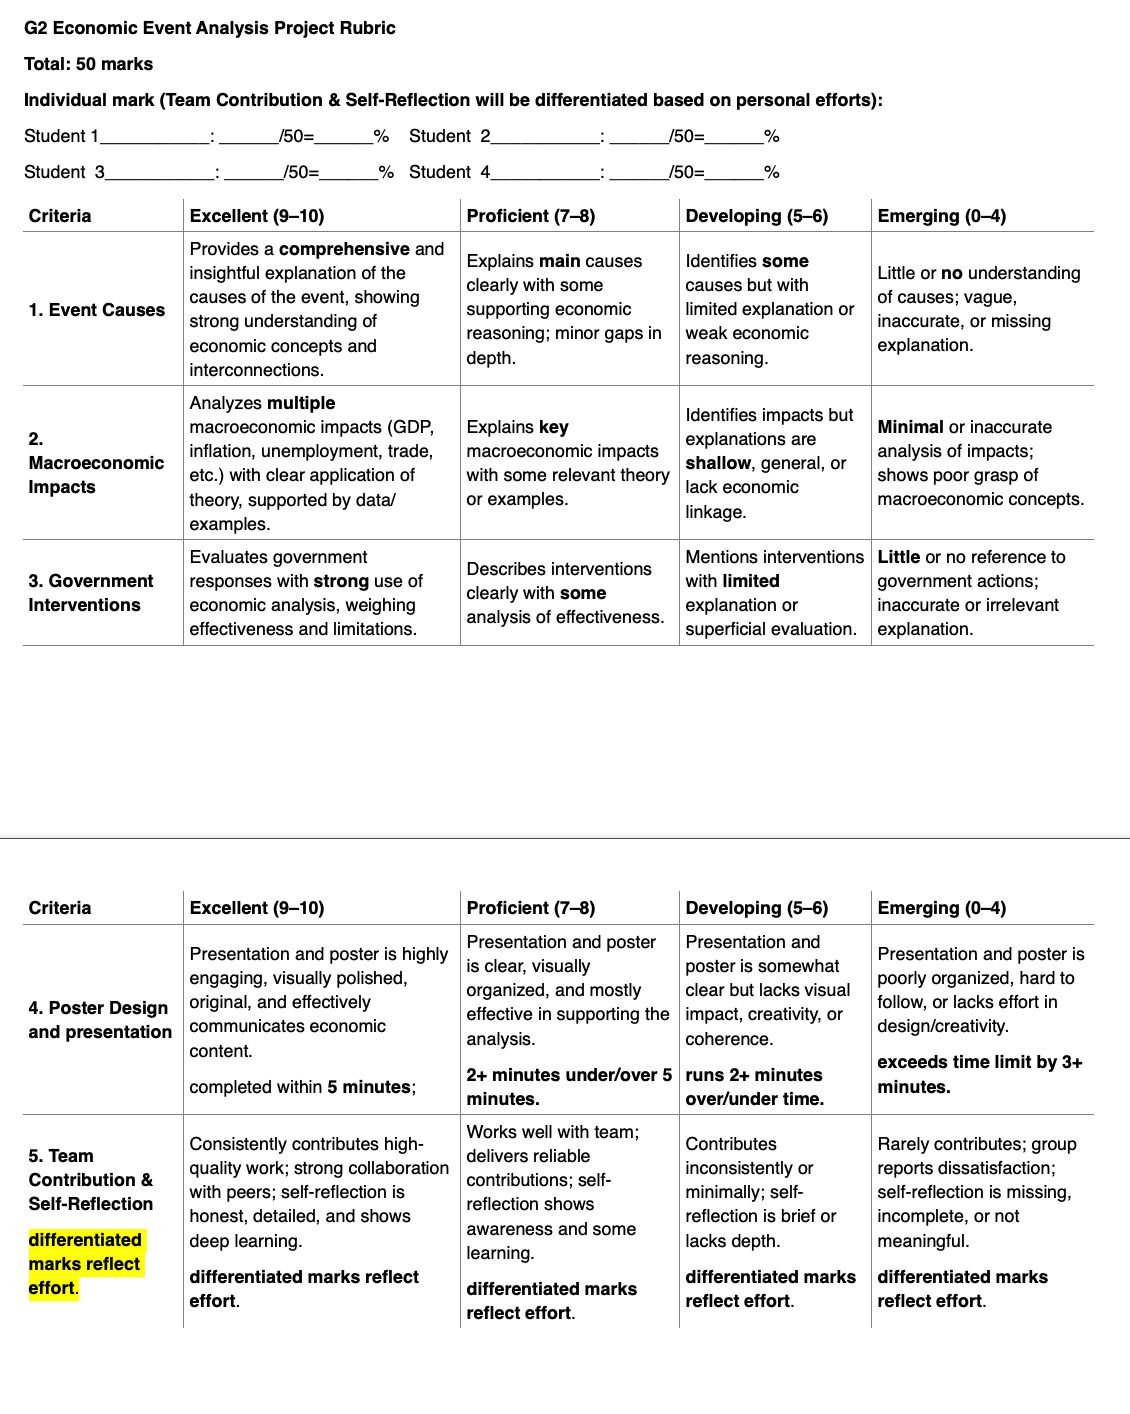 G2 Economic Event Analysis Project Rubric
Total: 50 marks
Individual mark (Team Contribution & Self-Reflection will be differentiated based on personal efforts):
Student 1___________: ______/50=______% Student 2___________: ______/50=______%
Student 3___________: ______/50=______% Student 4___________: ______/50=______%
Criteria
Excellent (9–10)
Proficient (7–8)
Developing (5–6)
Emerging (0–4)
1. Event Causes
Provides a comprehensive and
insightful explanation of the
causes of the event, showing
strong understanding of
economic concepts and
interconnections.
Explains main causes
clearly with some
supporting economic
reasoning; minor gaps in
depth.
Identifies some
causes but with
limited explanation or
weak economic
reasoning.
Little or no understanding
of causes; vague,
inaccurate, or missing
explanation.
2.
Macroeconomic
Impacts
Analyzes multiple
macroeconomic impacts (GDP,
inflation, unemployment, trade,
etc.) with clear application of
theory, supported by data/
examples.
Explains key
macroeconomic impacts
with some relevant theory
or examples.
Identifies impacts but
explanations are
shallow, general, or
lack economic
linkage.
Minimal or inaccurate
analysis of impacts;
shows poor grasp of
macroeconomic concepts.
3. Government
Interventions
Evaluates government
responses with strong use of
economic analysis, weighing
effectiveness and limitations.
Describes interventions
clearly with some
analysis of effectiveness.
Mentions interventions
with limited
explanation or
superficial evaluation.
Little or no reference to
government actions;
inaccurate or irrelevant
explanation.
Criteria
Excellent (9–10)
Proficient (7–8)
Developing (5–6)
Emerging (0–4)
4. Poster Design
and presentation
Presentation and poster is highly
engaging, visually polished,
original, and effectively
communicates economic
content.
completed within 5 minutes;
Presentation and poster
is clear, visually
organized, and mostly
effective in supporting the
analysis.
2+ minutes under/over 5
minutes.
Presentation and
poster is somewhat
clear but lacks visual
impact, creativity, or
coherence.
runs 2+ minutes
over/under time.
Presentation and poster is
poorly organized, hard to
follow, or lacks effort in
design/creativity.
exceeds time limit by 3+
minutes.
5. Team
Contribution &
Self-Reflection
differentiated
marks reflect
effort.
Consistently contributes high-
quality work; strong collaboration
with peers; self-reflection is
honest, detailed, and shows
deep learning.
differentiated marks reflect
effort.
Works well with team;
delivers reliable
contributions; self-
reflection shows
awareness and some
learning.
differentiated marks
reflect effort.
Contributes
inconsistently or
minimally; self-
reflection is brief or
lacks depth.
differentiated marks
reflect effort.
Rarely contributes; group
reports dissatisfaction;
self-reflection is missing,
incomplete, or not
meaningful.
differentiated marks
reflect effort.